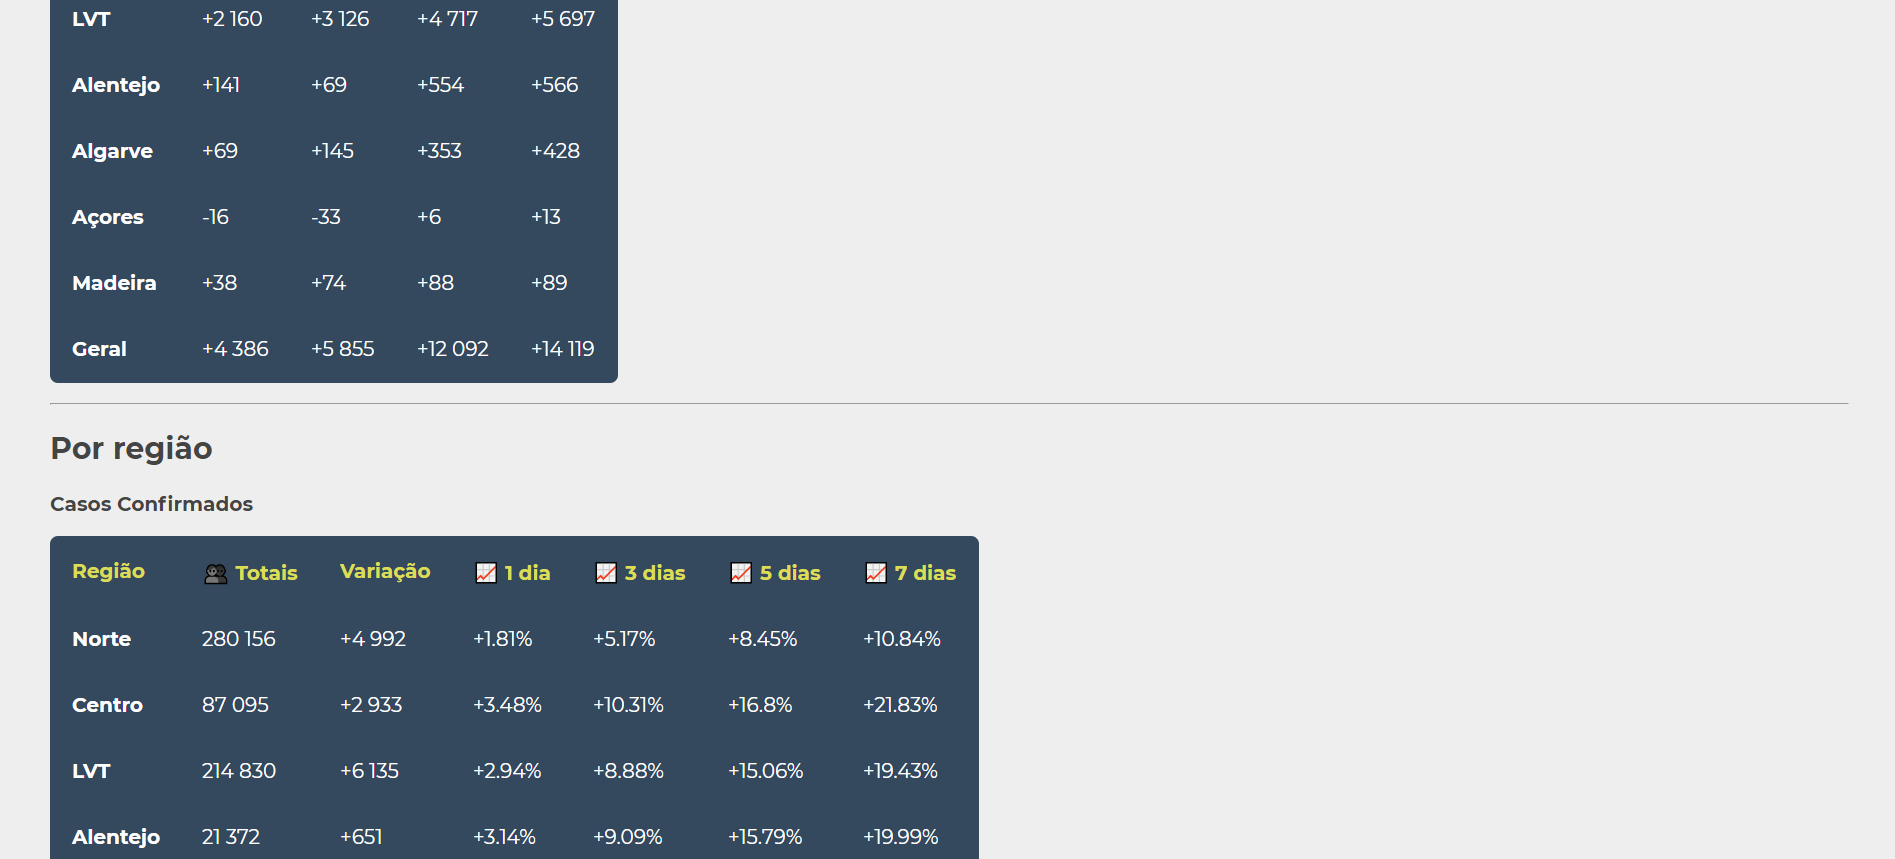 LVT +2 160 +3 126 +4 717 +5 697
Alentejo +141 +69 +554 +566
Algarve +69 +145 +353 +428
Açores -16 -33 +6 +13
Madeira +38 +74 +88 +89
Geral +4 386 +5 855 +12 092 +14 119
Por região
Casos Confirmados
Região Totais Variação 1 dia 3 dias 5 dias 7 dias
Norte 280 156 +4 992 +1.81% +5.17% +8.45% +10.84%
Centro 87 095 +2 933 +3.48% +10.31% +16.8% +21.83%
LVT 214 830 +6 135 +2.94% +8.88% +15.06% +19.43%
Alentejo 21 372 +651 +3.14% +9.09% +15.79% +19.99%